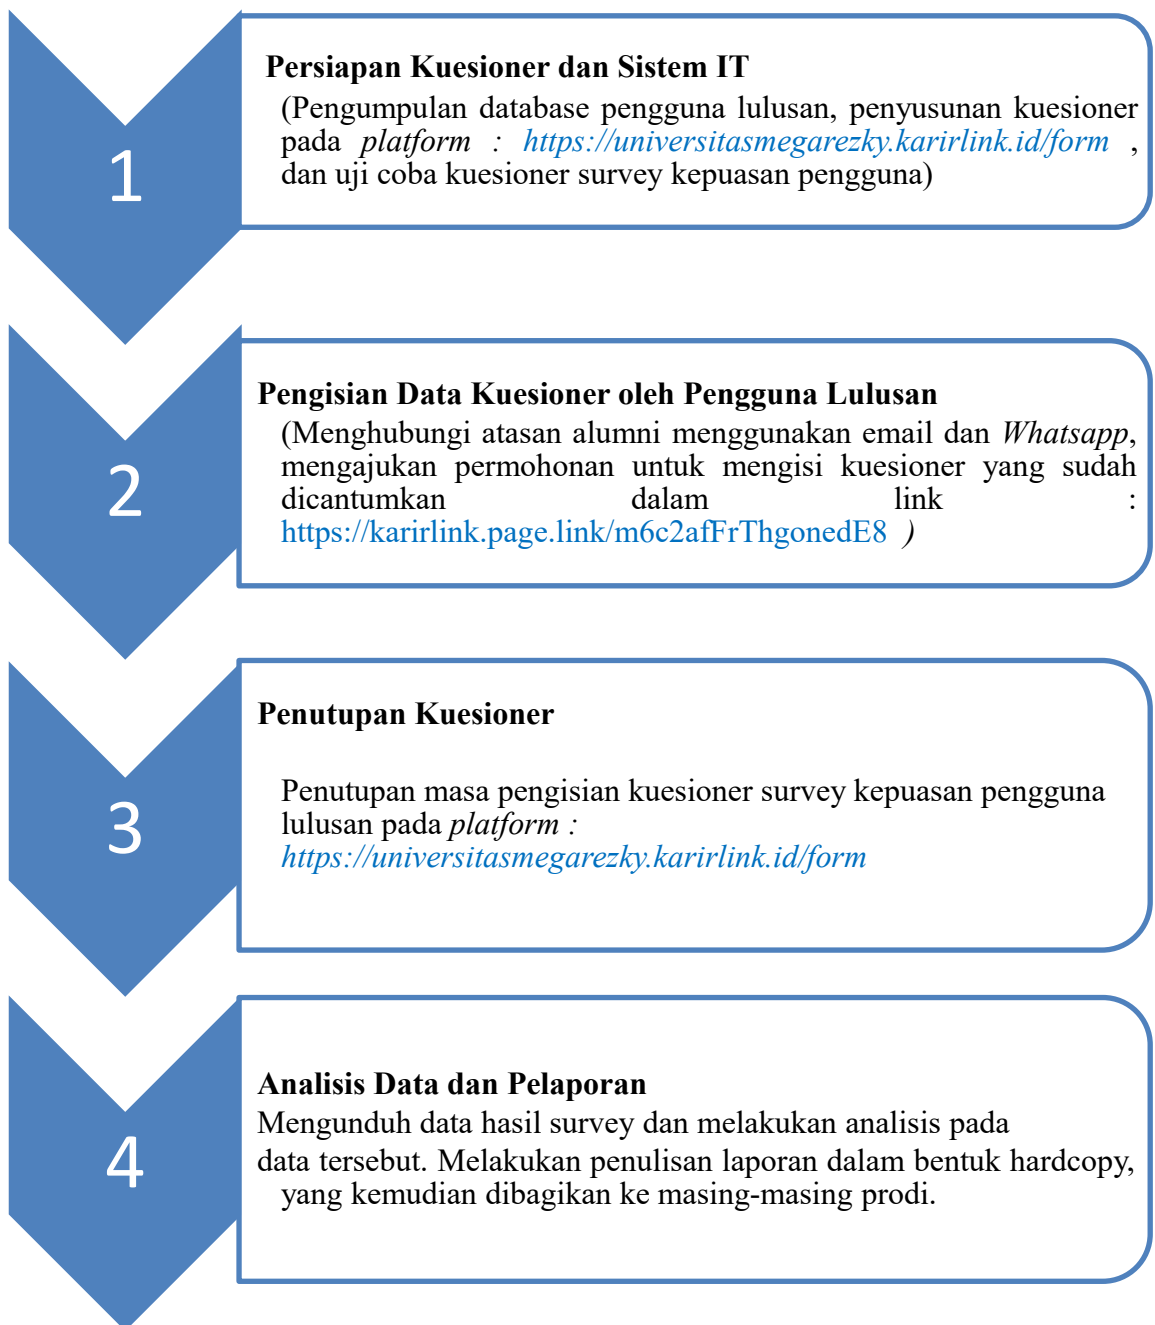 1
Persiapan Kuesioner dan Sistem IT
(Pengumpulan database pengguna lulusan, penyusunan kuesioner
pada platform : https://universitasmegarezky.karirlink.id/form ,
dan uji coba kuesioner survey kepuasan pengguna)
2
Pengisian Data Kuesioner oleh Pengguna Lulusan
(Menghubungi atasan alumni menggunakan email dan Whatsapp,
mengajukan permohonan untuk mengisi kuesioner yang sudah
dicantumkan dalam link :
https://karirlink.page.link/m6c2afFrThgonedE8 )
3
Penutupan Kuesioner
Penutupan masa pengisian kuesioner survey kepuasan pengguna
lulusan pada platform :
https://universitasmegarezky.karirlink.id/form
4
Analisis Data dan Pelaporan
Mengunduh data hasil survey dan melakukan analisis pada
data tersebut. Melakukan penulisan laporan dalam bentuk hardcopy,
yang kemudian dibagikan ke masing-masing prodi.